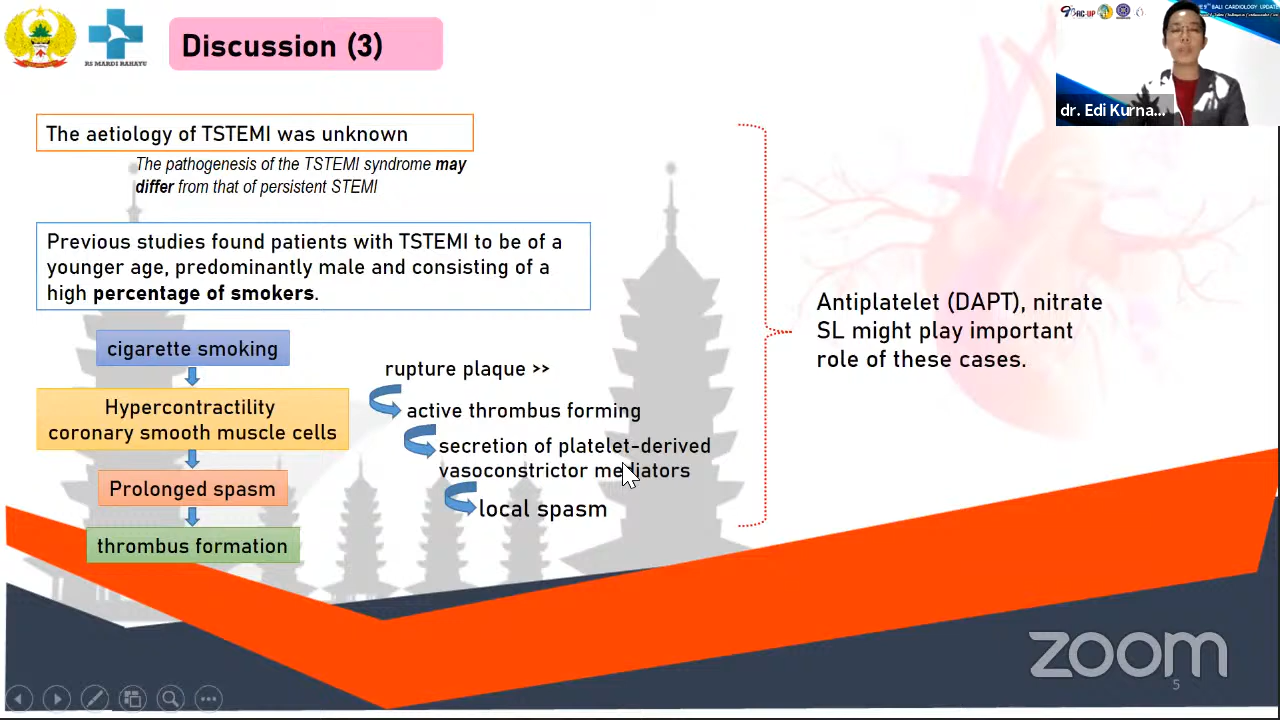 RS MARDI RAHAYU
Discussion (3)
The aetiology of TSTEMI was unknown
The pathogenesis of the TSTEMI syndrome may
differ from that of persistent STEMI
Previous studies found patients with TSTEMI to be of a
younger age, predominantly male and consisting of a
high percentage of smokers.
cigarette smoking
Hypercontractility
coronary smooth muscle cells
Prolonged spasm
thrombus formation
rupture plaque >>
active thrombus forming
secretion of platelet-derived
vasoconstrictor mediators
local spasm
Antiplatelet (DAPT), nitrate
SL might play important
role of these cases.
BALI CARDIOLOGY UPDATE
dr. Edi Kurna...
zoom
5